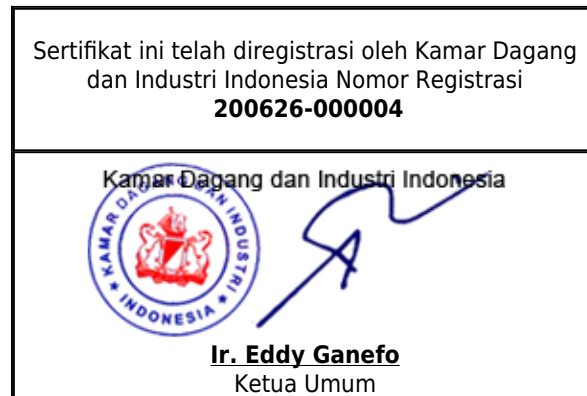 Sertifikat ini telah diregistrasi oleh Kamar Dagang
dan Industri Indonesia Nomor Registrasi
200626-000004
Kamar Dagang dan Industri Indonesia
KAMAR DAGANG DAN INDUSTRI
* INDONESIA *
Ir. Eddy Ganefo
Ketua Umum